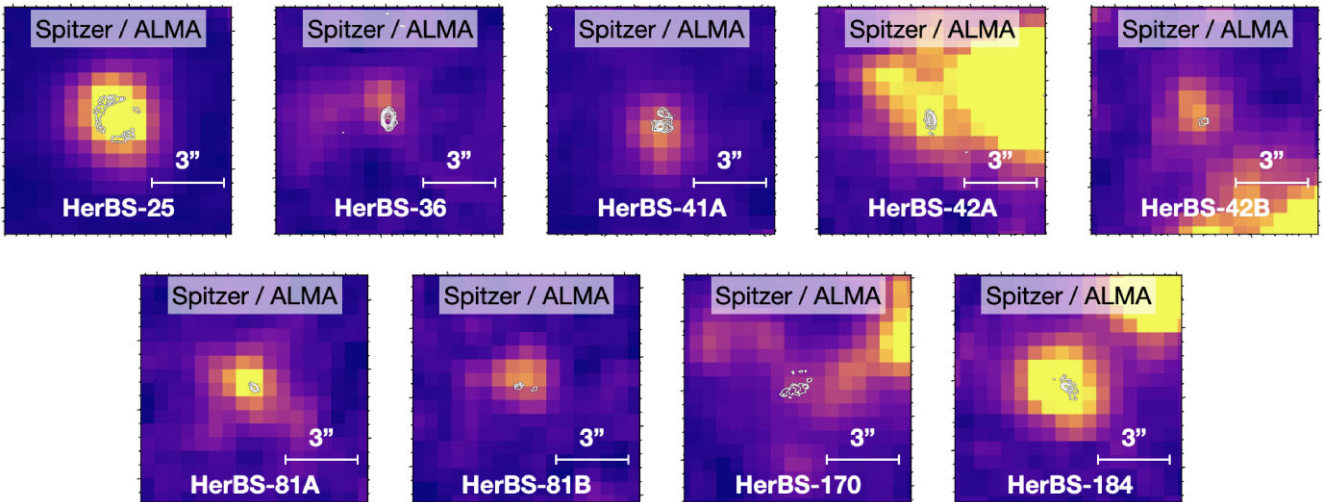 Spitzer / ALMA
3”
HerBS-25
Spitzer / ALMA
3”
HerBS-36
Spitzer / ALMA
3”
HerBS-41A
Spitzer / ALMA
3”
HerBS-42A
Spitzer / ALMA
3”
HerBS-42B
Spitzer / ALMA
3”
HerBS-81A
Spitzer / ALMA
3”
HerBS-81B
Spitzer / ALMA
3”
HerBS-170
Spitzer / ALMA
3”
HerBS-184